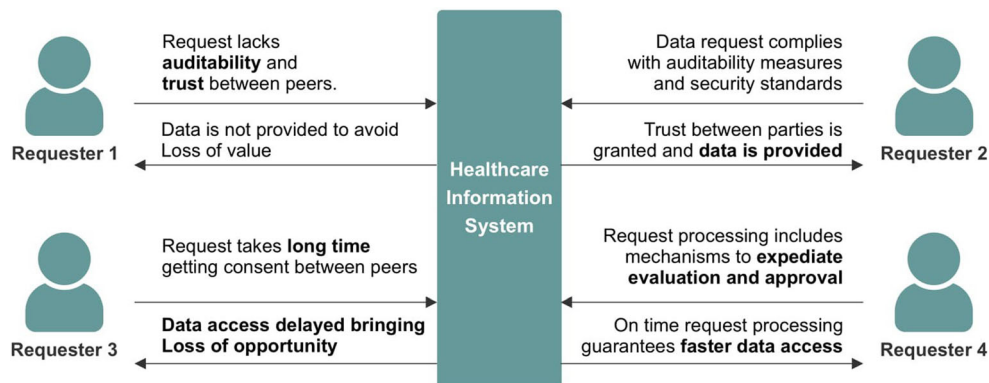 Request lacks
auditability and
trust between peers.
Data is not provided to avoid
Loss of value
Requester 1
Healthcare
Information
System
Data request complies
with auditability measures
and security standards
Trust between parties is
granted and data is provided
Requester 2
Request takes long time
getting consent between peers
Data access delayed bringing
Loss of opportunity
Requester 3
Request processing includes
mechanisms to expediate
evaluation and approval
On time request processing
guarantees faster data access
Requester 4